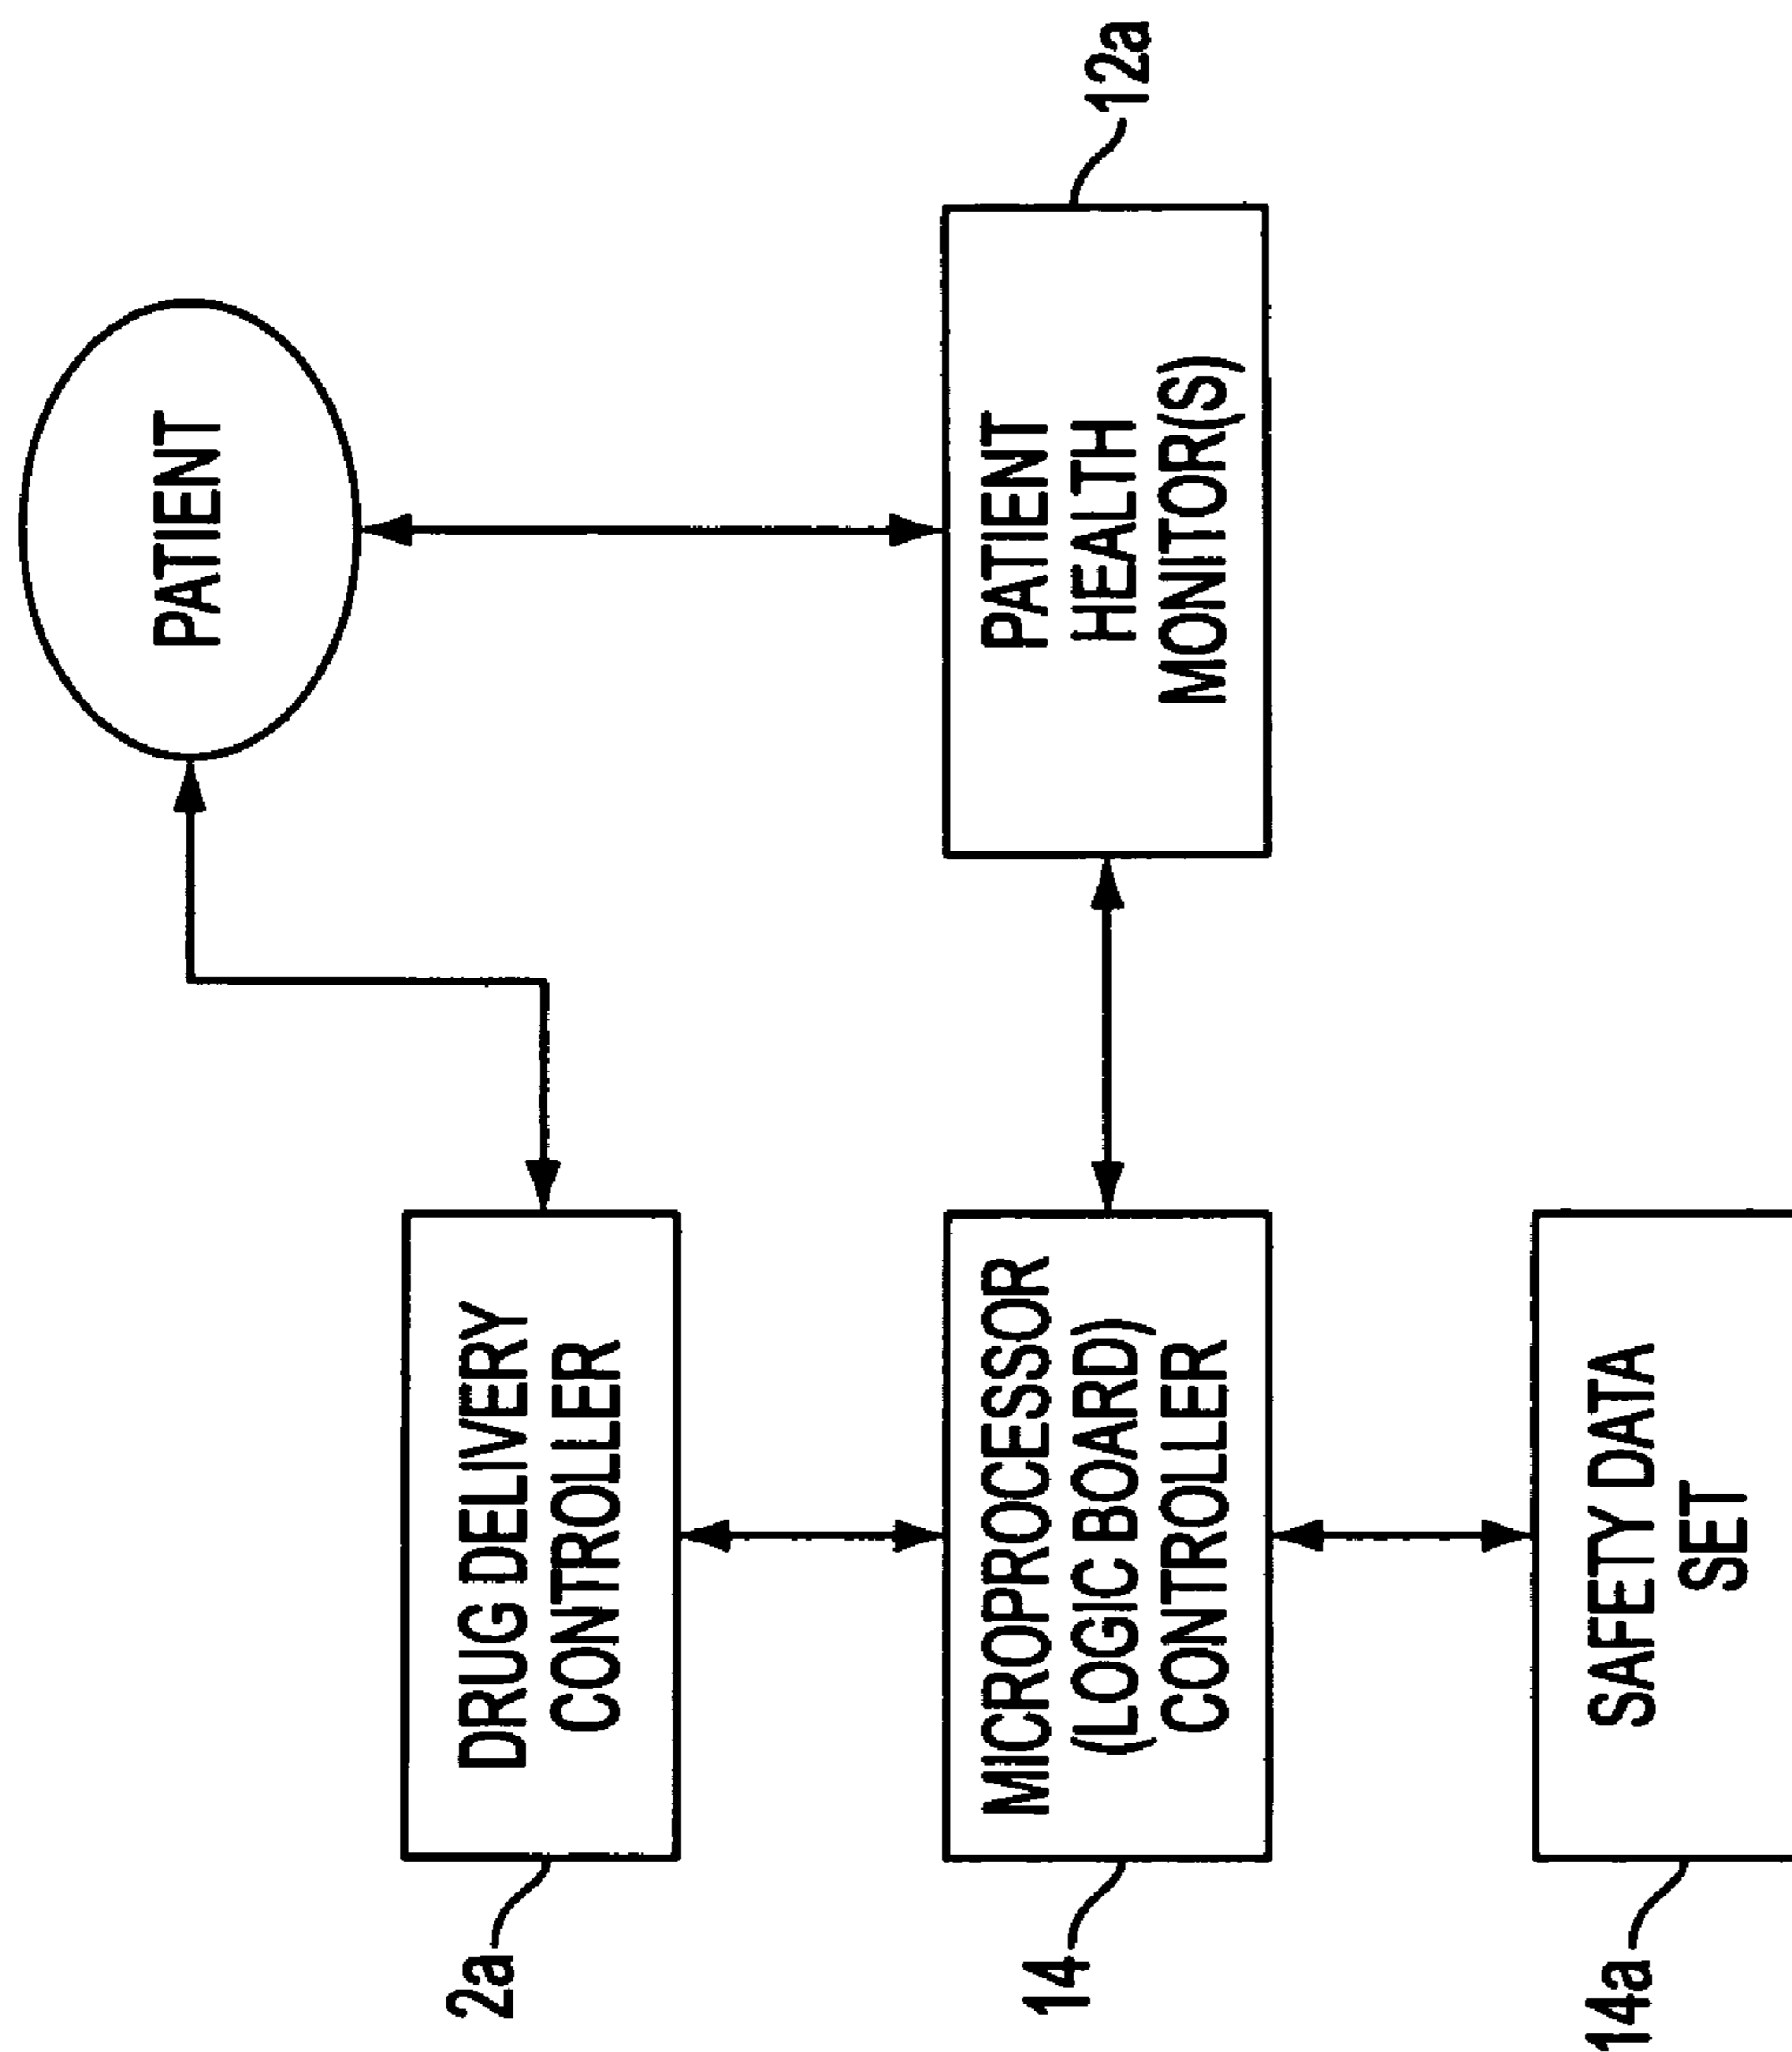 PATIENT
2a
DRUG DELIVERY
CONTROLLER
14
MICROPROCESSOR
(LOGIC BOARD)
CONTROLLER
PATIENT
HEALTH
MONITOR(S)
12a
14a
SAFETY DATA
SET